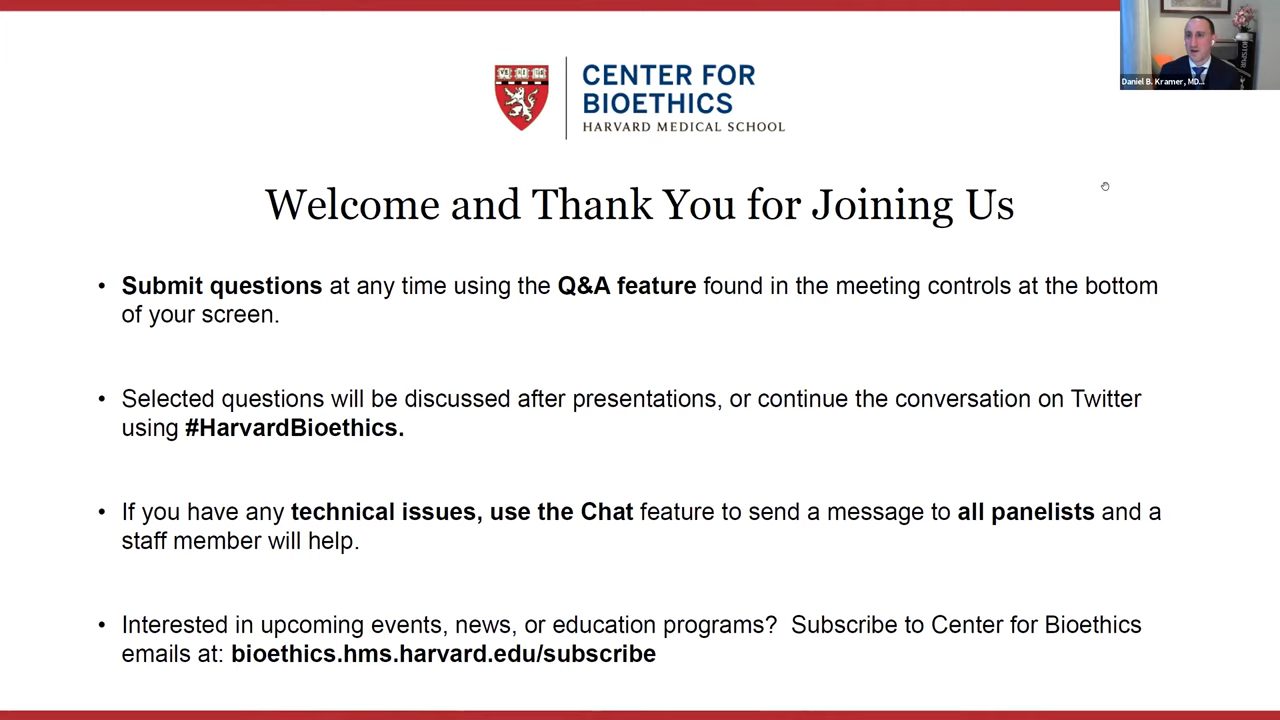 CENTER FOR
BIOETHICS
HARVARD MEDICAL SCHOOL
Daniel B. Kramer, MD...
Welcome and Thank You for Joining Us
• Submit questions at any time using the Q&A feature found in the meeting controls at the bottom
of your screen.
• Selected questions will be discussed after presentations, or continue the conversation on Twitter
using #HarvardBioethics.
• If you have any technical issues, use the Chat feature to send a message to all panelists and a
staff member will help.
• Interested in upcoming events, news, or education programs?  Subscribe to Center for Bioethics
emails at: bioethics.hms.harvard.edu/subscribe